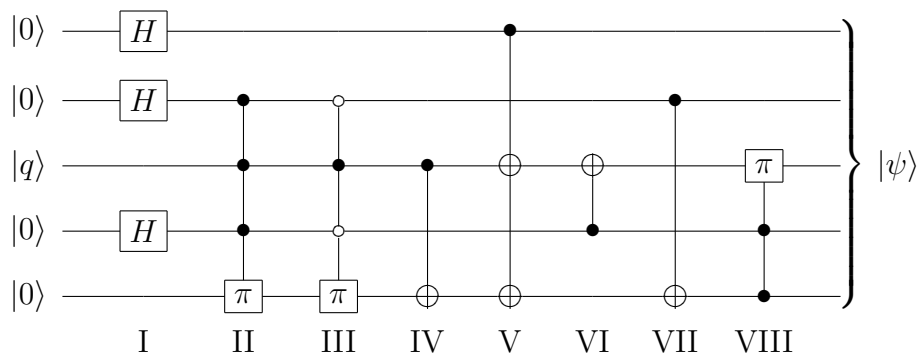 |0⟩ H
|0⟩ H
|q⟩ π |ψ⟩
|0⟩ H
|0⟩ π π
I II III IV V VI VII VIII